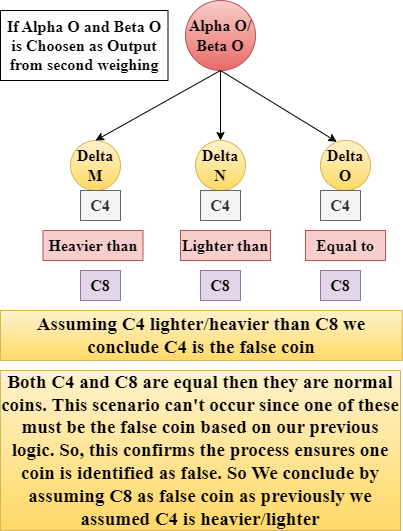 If Alpha O and Beta O
is Choosen as Output
from second weighing
Alpha O/
Beta O
Delta
M
Delta
N
Delta
O
C4
C4
C4
Heavier than
Lighter than
Equal to
C8
C8
C8
Assuming C4 lighter/heavier than C8 we
conclude C4 is the false coin
Both C4 and C8 are equal then they are normal
coins. This scenario can't occur since one of these
must be the false coin based on our previous
logic. So, this confirms the process ensures one
coin is identified as false. So We conclude by
assuming C8 as false coin as previously we
assumed C4 is heavier/lighter